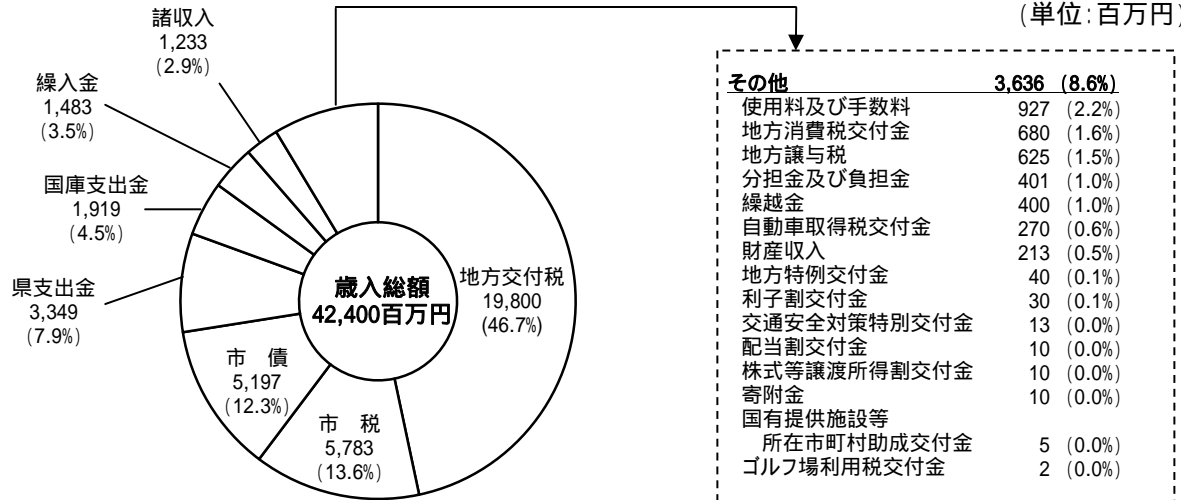 (単位:百万円)
諸収入
1,233
(2.9%)
繰入金
1,483
(3.5%)
国庫支出金
1,919
(4.5%)
県支出金
3,349
(7.9%)
市　債
5,197
(12.3%)
市　税
5,783
(13.6%)
地方交付税
19,800
(46.7%)
歳入総額
42,400百万円
その他 3,636 (8.6%)
使用料及び手数料 927 (2.2%)
地方消費税交付金 680 (1.6%)
地方譲与税 625 (1.5%)
分担金及び負担金 401 (1.0%)
繰越金 400 (1.0%)
自動車取得税交付金 270 (0.6%)
財産収入 213 (0.5%)
地方特例交付金 40 (0.1%)
利子割交付金 30 (0.1%)
交通安全対策特別交付金 13 (0.0%)
配当割交付金 10 (0.0%)
株式等譲渡所得割交付金 10 (0.0%)
寄附金 10 (0.0%)
国有提供施設等
所在市町村助成交付金 5 (0.0%)
ゴルフ場利用税交付金 2 (0.0%)